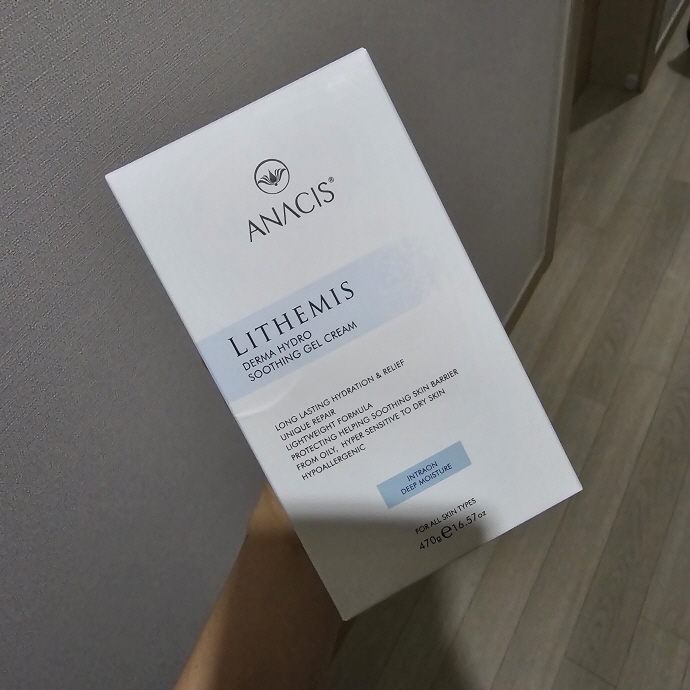 ANACIS®
LITHEMIS
DERMA HYDRO
SOOTHING GEL CREAM
LONG LASTING HYDRATION & RELIEF
UNIQUE REPAIR
LIGHTWEIGHT FORMULA
PROTECTING HELPING SOOTHING SKIN BARRIER
FROM OILY, HYPER SENSITIVE TO DRY SKIN
HYPOALLERGENIC
INTRAON
DEEP MOISTURE
FOR ALL SKIN TYPES
470g℮16.57oz